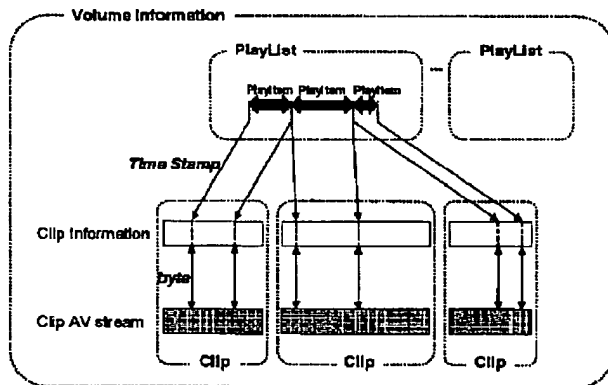 Volume Information
PlayList
PlayList
PlayItem PlayItem PlayItem
Time Stamp
Clip Information
byte
Clip AV stream
Clip
Clip
Clip